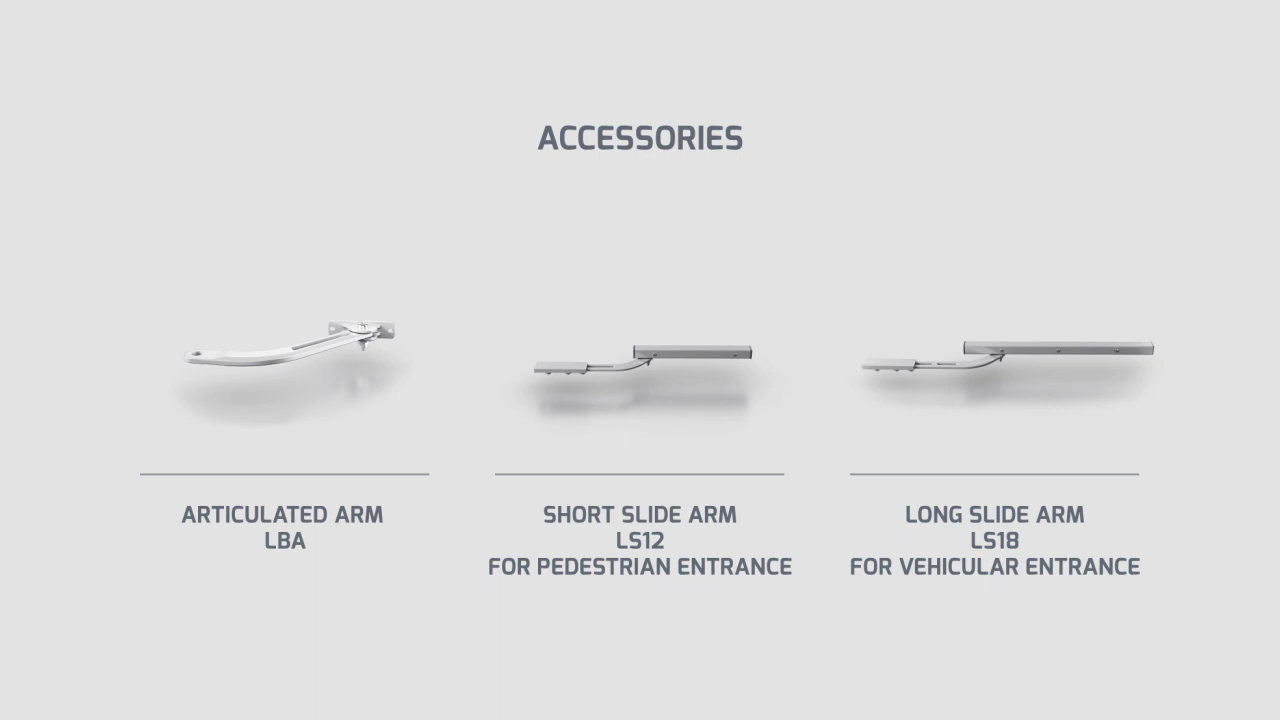 ACCESSORIES
ARTICULATED ARM
LBA
SHORT SLIDE ARM
LS12
FOR PEDESTRIAN ENTRANCE
LONG SLIDE ARM
LS18
FOR VEHICULAR ENTRANCE